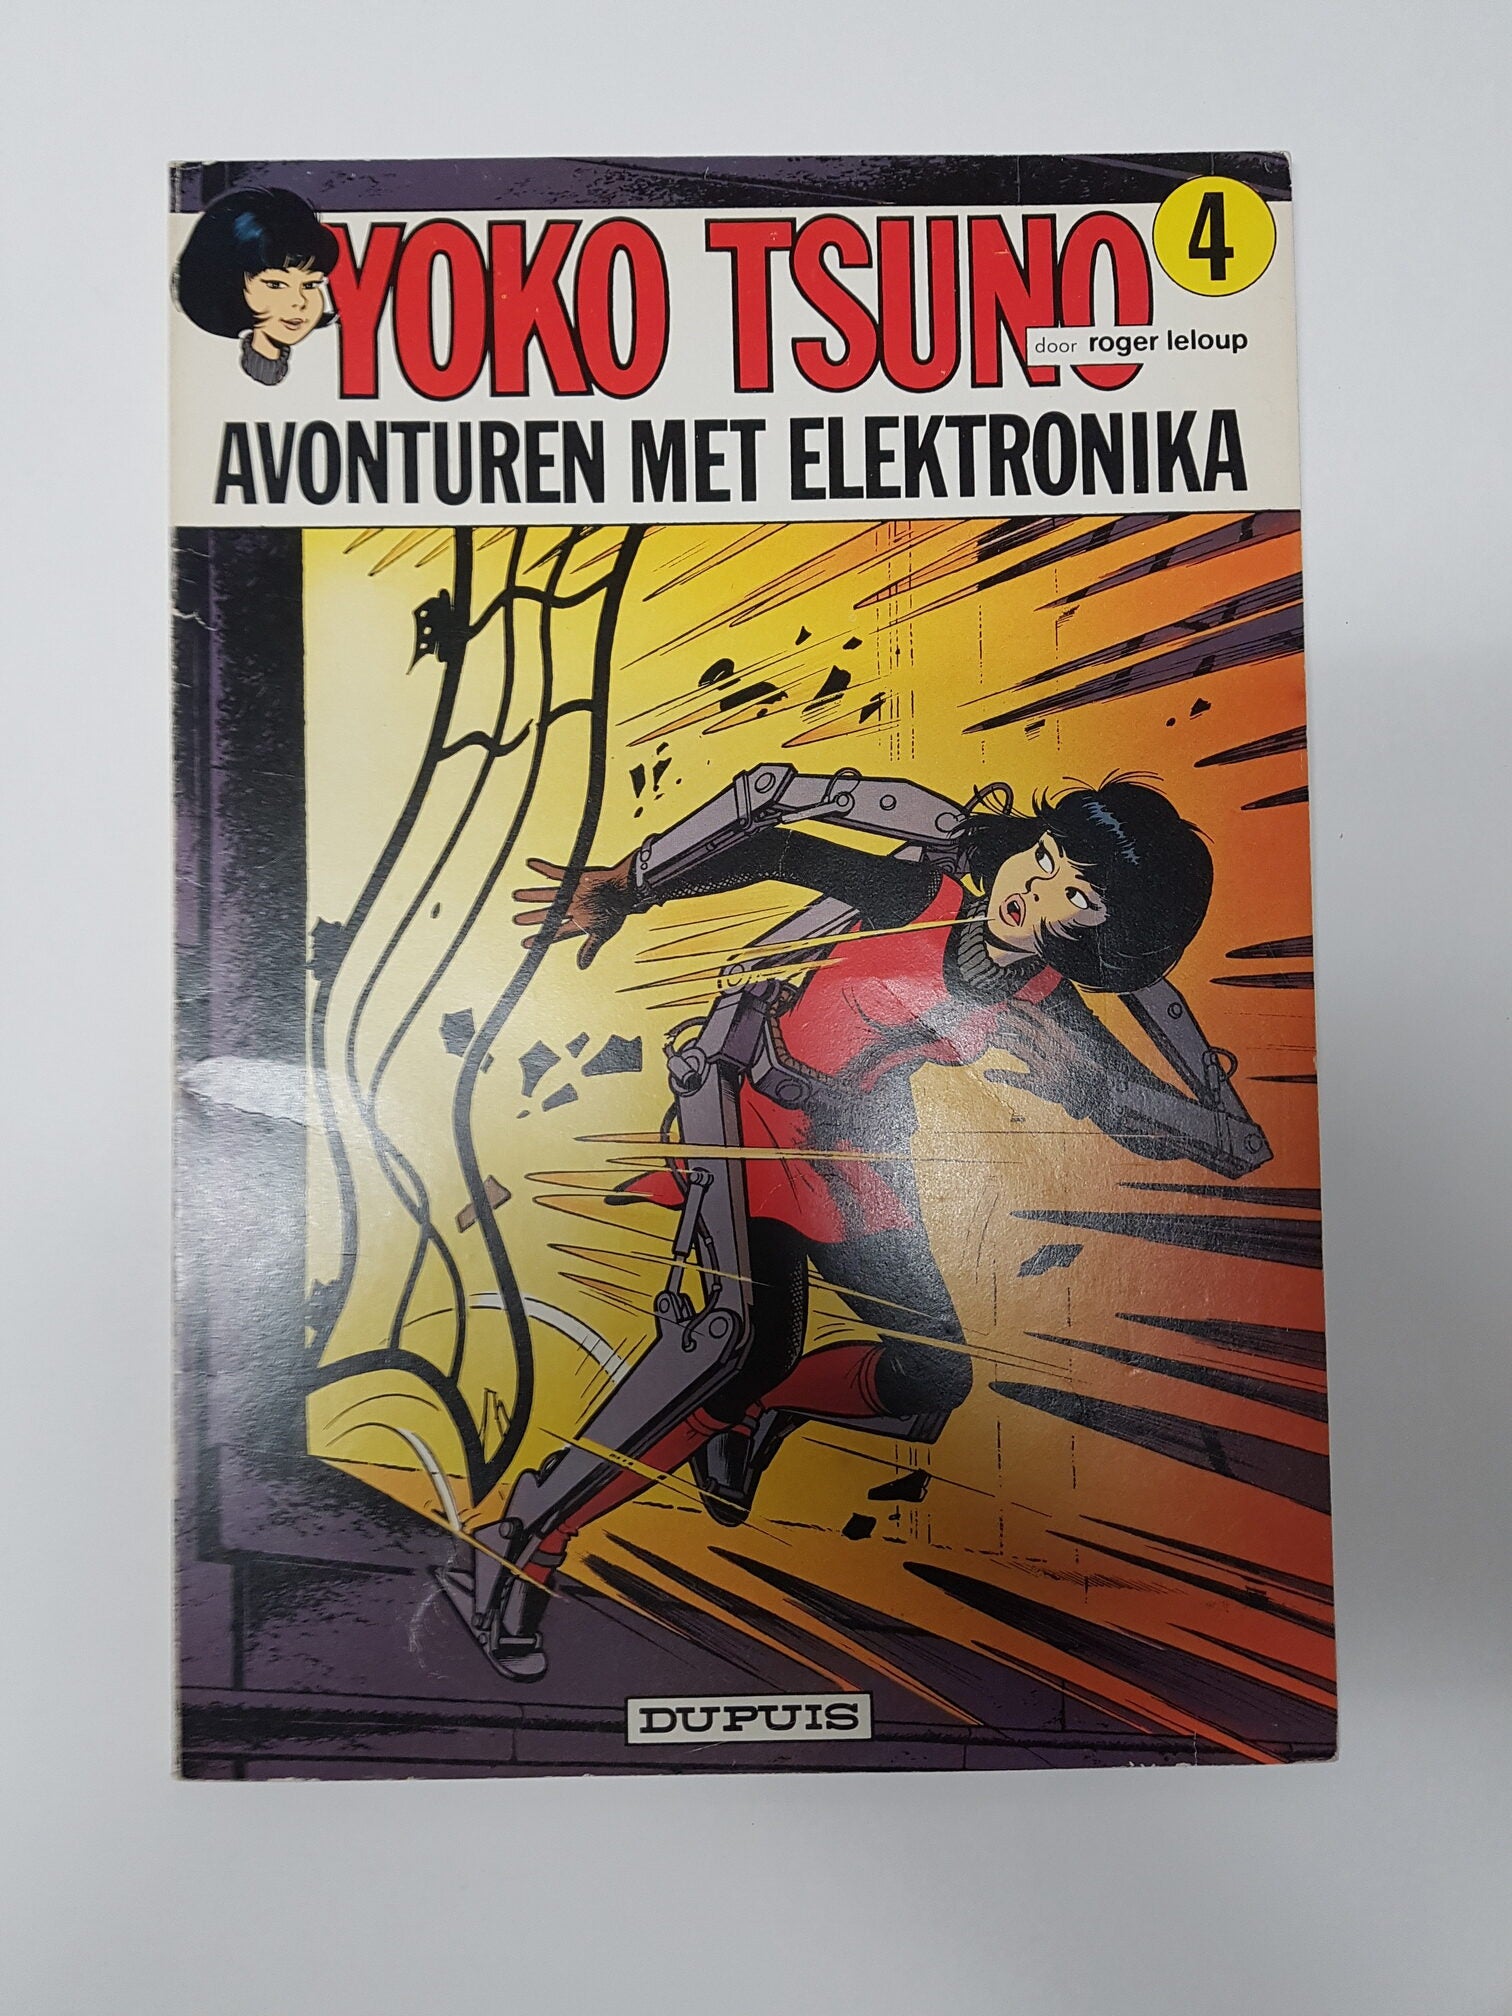 4
YOKO TSUNO
door roger leloup
AVONTUREN MET ELEKTRONIKA
DUPUIS